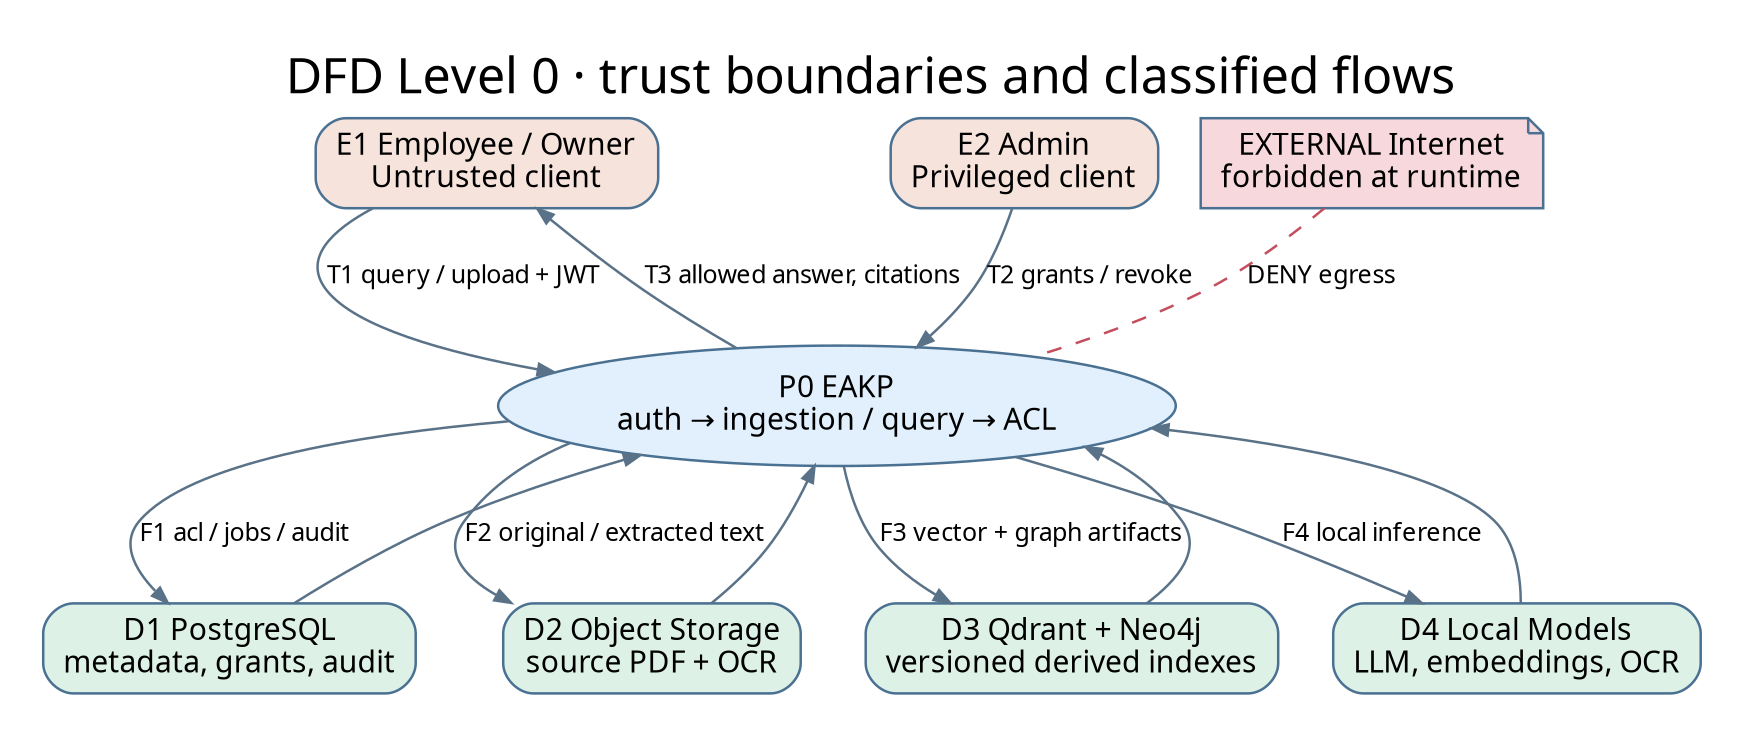 DFD Level 0 · trust boundaries and classified flows
E1 Employee / Owner
Untrusted client
E2 Admin
Privileged client
EXTERNAL Internet
forbidden at runtime
T1 query / upload + JWT
T3 allowed answer, citations
T2 grants / revoke
DENY egress
P0 EAKP
auth → ingestion / query → ACL
F1 acl / jobs / audit
F2 original / extracted text
F3 vector + graph artifacts
F4 local inference
D1 PostgreSQL
metadata, grants, audit
D2 Object Storage
source PDF + OCR
D3 Qdrant + Neo4j
versioned derived indexes
D4 Local Models
LLM, embeddings, OCR